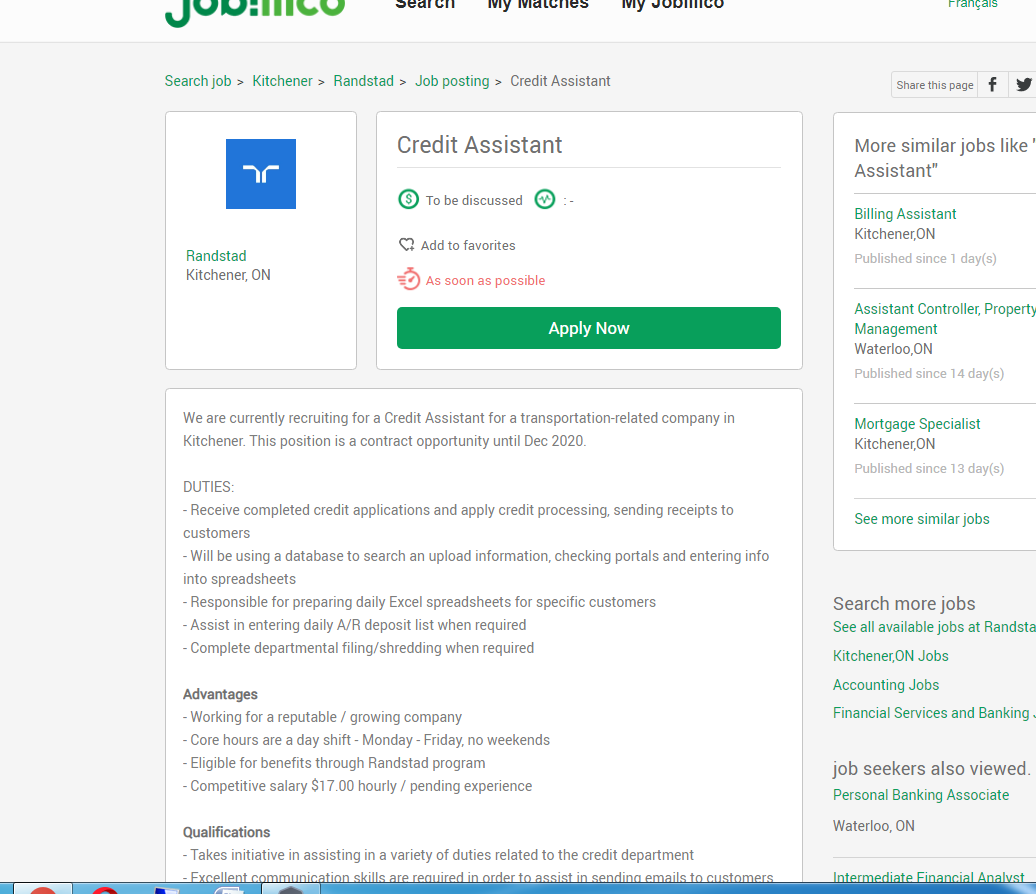 Jobillico
Search My Matches My Jobillico
Français
Search job > Kitchener > Randstad > Job posting > Credit Assistant
Share this page
Randstad
Kitchener, ON
Credit Assistant
To be discussed : -
Add to favorites
As soon as possible
Apply Now
We are currently recruiting for a Credit Assistant for a transportation-related company in
Kitchener. This position is a contract opportunity until Dec 2020.
DUTIES:
- Receive completed credit applications and apply credit processing, sending receipts to
customers
- Will be using a database to search an upload information, checking portals and entering info
into spreadsheets
- Responsible for preparing daily Excel spreadsheets for specific customers
- Assist in entering daily A/R deposit list when required
- Complete departmental filing/shredding when required
Advantages
- Working for a reputable / growing company
- Core hours are a day shift - Monday - Friday, no weekends
- Eligible for benefits through Randstad program
- Competitive salary $17.00 hourly / pending experience
Qualifications
- Takes initiative in assisting in a variety of duties related to the credit department
- Excellent communication skills are required in order to assist in sending emails to customers
More similar jobs like "
Assistant"
Billing Assistant
Kitchener,ON
Published since 1 day(s)
Assistant Controller, Property
Management
Waterloo,ON
Published since 14 day(s)
Mortgage Specialist
Kitchener,ON
Published since 13 day(s)
See more similar jobs
Search more jobs
See all available jobs at Randsta
Kitchener,ON Jobs
Accounting Jobs
Financial Services and Banking J
job seekers also viewed.
Personal Banking Associate
Waterloo, ON
Intermediate Financial Analyst